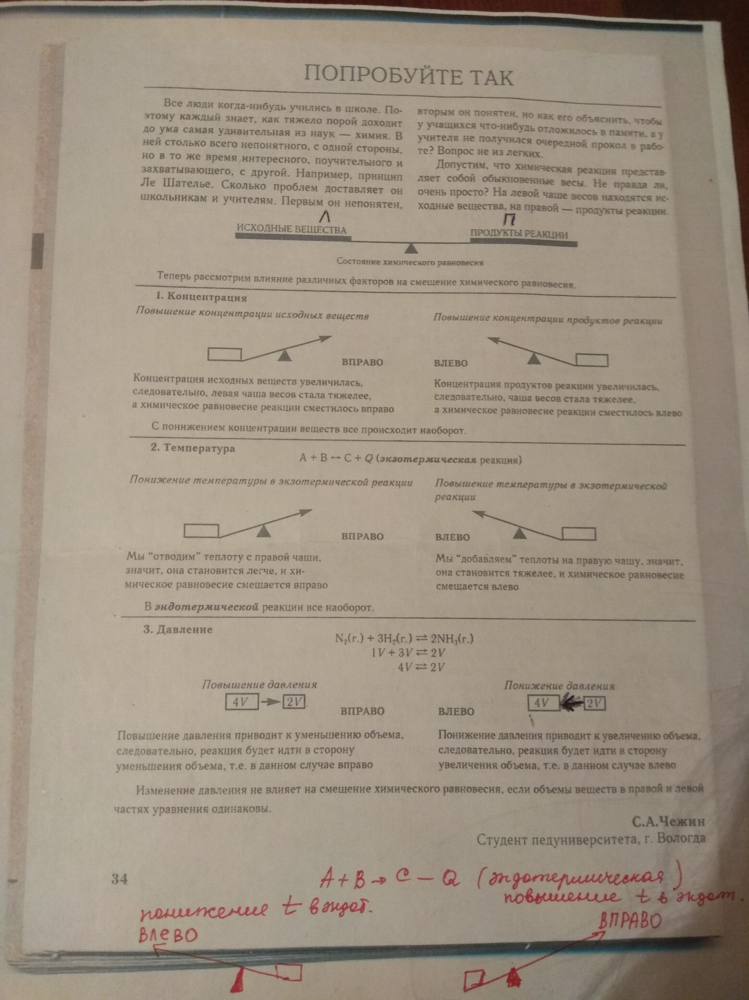 ПОПРОБУЙТЕ ТАК
Все люди когда-нибудь учились в школе. По-
этому каждый знает, как тяжело порой доходит
до ума самая удивительная из наук — химия. В
ней столько всего непонятного, с одной стороны,
но в то же время интересного, поучительного и
захватывающего, с другой. Например, принцип
Ле Шателье. Сколько проблем доставляет он
школьникам и учителям. Первым он непонятен,
вторым он понятен, но как его объяснить, чтобы
у учащихся что-нибудь отложилось в памяти, а у
учителя не получился очередной прокол в рабо-
те? Вопрос не из легких.
Допустим, что химическая реакция представ-
ляет собой обыкновенные весы. Не правда ли,
очень просто? На левой чаше весов находятся ис-
ходные вещества, на правой — продукты реакции.
Л
П
ИСХОДНЫЕ ВЕЩЕСТВА
ПРОДУКТЫ РЕАКЦИИ
Состояние химического равновесия
Теперь рассмотрим влияние различных факторов на смещение химического равновесия.
1. Концентрация
Повышение концентрации исходных веществ
ВПРАВО
Концентрация исходных веществ увеличилась,
следовательно, левая чаша весов стала тяжелее,
а химическое равновесие реакции сместилось вправо
Повышение концентрации продуктов реакции
ВЛЕВО
Концентрация продуктов реакции увеличилась,
следовательно, чаша весов стала тяжелее,
а химическое равновесие реакции сместилось влево
С понижением концентрации веществ все происходит наоборот.
2. Температура
A + B ↔ C + Q (экзотермическая реакция)
Понижение температуры в экзотермической реакции
ВПРАВО
Мы “отводим” теплоту с правой чаши,
значит, она становится легче, и хи-
мическое равновесие смещается вправо
Повышение температуры в экзотермической
реакции
ВЛЕВО
Мы “добавляем” теплоты на правую чашу, значит,
она становится тяжелее, и химическое равновесие
смещается влево
В эндотермической реакции все наоборот.
3. Давление
N₂(г.) + 3H₂(г.) ⇄ 2NH₃(г.)
1V + 3V ⇄ 2V
4V ⇄ 2V
Повышение давления
4V → 2V
ВПРАВО
Повышение давления приводит к уменьшению объема,
следовательно, реакция будет идти в сторону
уменьшения объема, т.е. в данном случае вправо
Понижение давления
4V ← 2V
ВЛЕВО
Понижение давления приводит к увеличению объема,
следовательно, реакция будет идти в сторону
увеличения объема, т.е. в данном случае влево
Изменение давления не влияет на смещение химического равновесия, если объемы веществ в правой и левой
частях уравнения одинаковы.
С.А.Чежин
Студент педуниверситета, г. Вологда
34
A + B → C – Q (эндотермическая)
понижение t в эндот.
ВЛЕВО
повышение t в эндот.
ВПРАВО